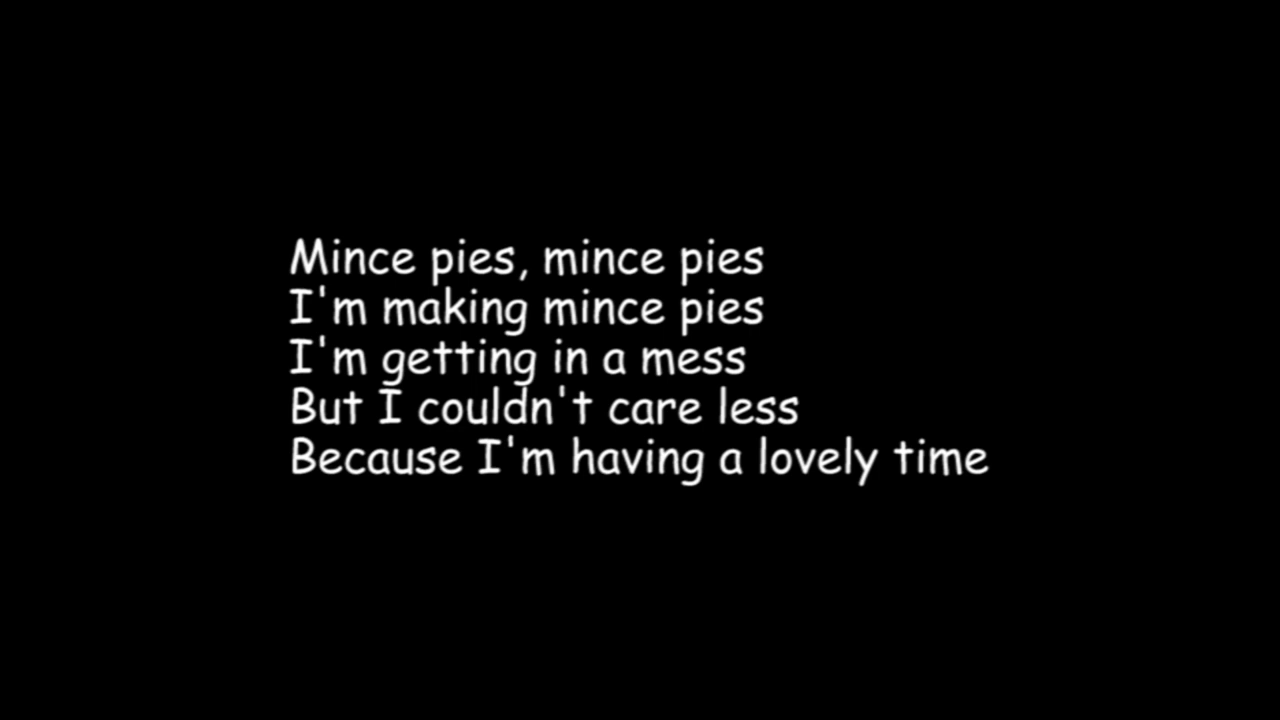 Mince pies, mince pies
I'm making mince pies
I'm getting in a mess
But I couldn't care less
Because I'm having a lovely time